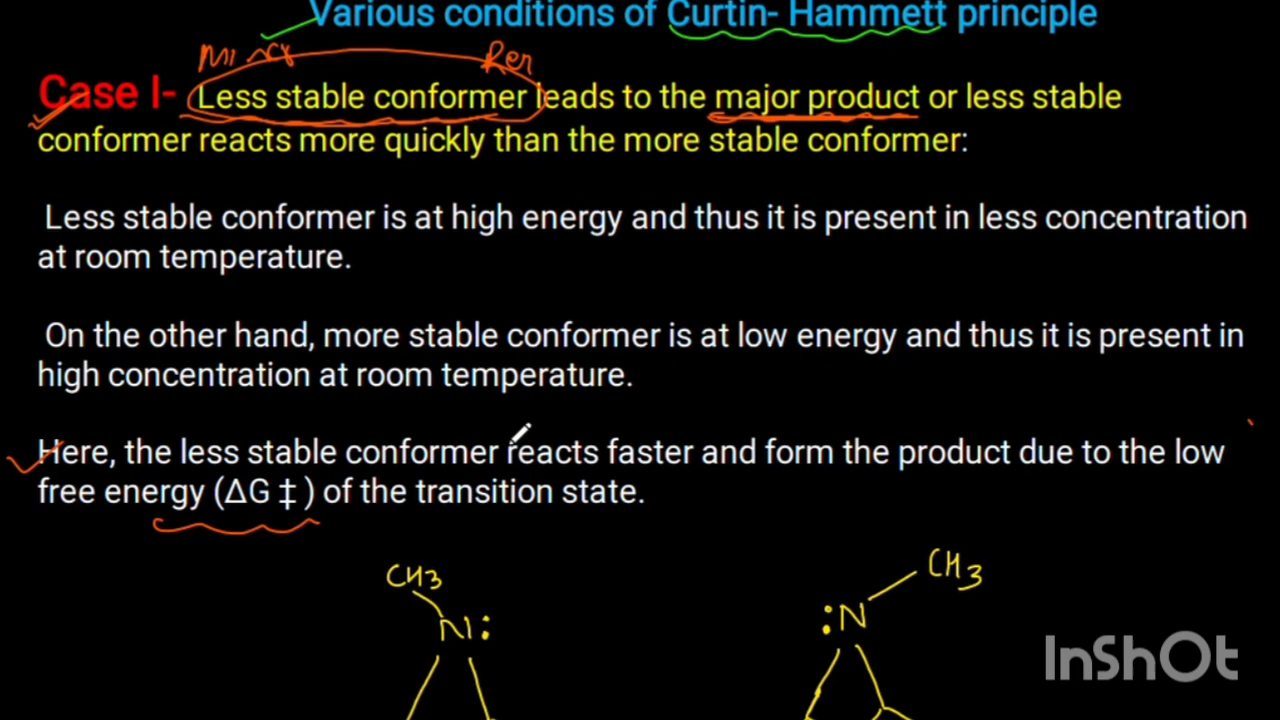 Various conditions of Curtin- Hammett principle
Rer
Case I- Less stable conformer leads to the major product or less stable
conformer reacts more quickly than the more stable conformer:
Less stable conformer is at high energy and thus it is present in less concentration
at room temperature.
On the other hand, more stable conformer is at low energy and thus it is present in
high concentration at room temperature.
Here, the less stable conformer reacts faster and form the product due to the low
free energy (ΔG ‡ ) of the transition state.
CH3 CH3
N: :N
InShOt